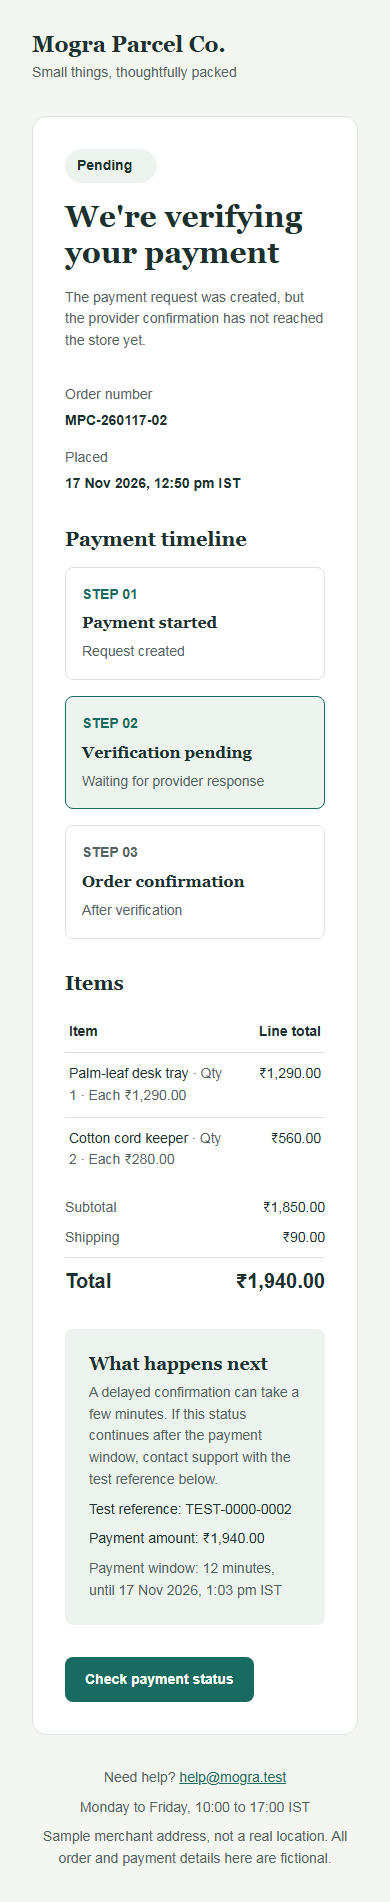 Mogra Parcel Co.
Small things, thoughtfully packed
Pending
We're verifying
your payment
The payment request was created, but
the provider confirmation has not reached
the store yet.
Order number
MPC-260117-02
Placed
17 Nov 2026, 12:50 pm IST
Payment timeline
STEP 01
Payment started
Request created
STEP 02
Verification pending
Waiting for provider response
STEP 03
Order confirmation
After verification
Items
Item Line total
Palm-leaf desk tray · Qty ₹1,290.00
1 · Each ₹1,290.00
Cotton cord keeper · Qty ₹560.00
2 · Each ₹280.00
Subtotal ₹1,850.00
Shipping ₹90.00
Total ₹1,940.00
What happens next
A delayed confirmation can take a
few minutes. If this status
continues after the payment
window, contact support with the
test reference below.
Test reference: TEST-0000-0002
Payment amount: ₹1,940.00
Payment window: 12 minutes,
until 17 Nov 2026, 1:03 pm IST
Check payment status
Need help? help@mogra.test
Monday to Friday, 10:00 to 17:00 IST
Sample merchant address, not a real location. All
order and payment details here are fictional.